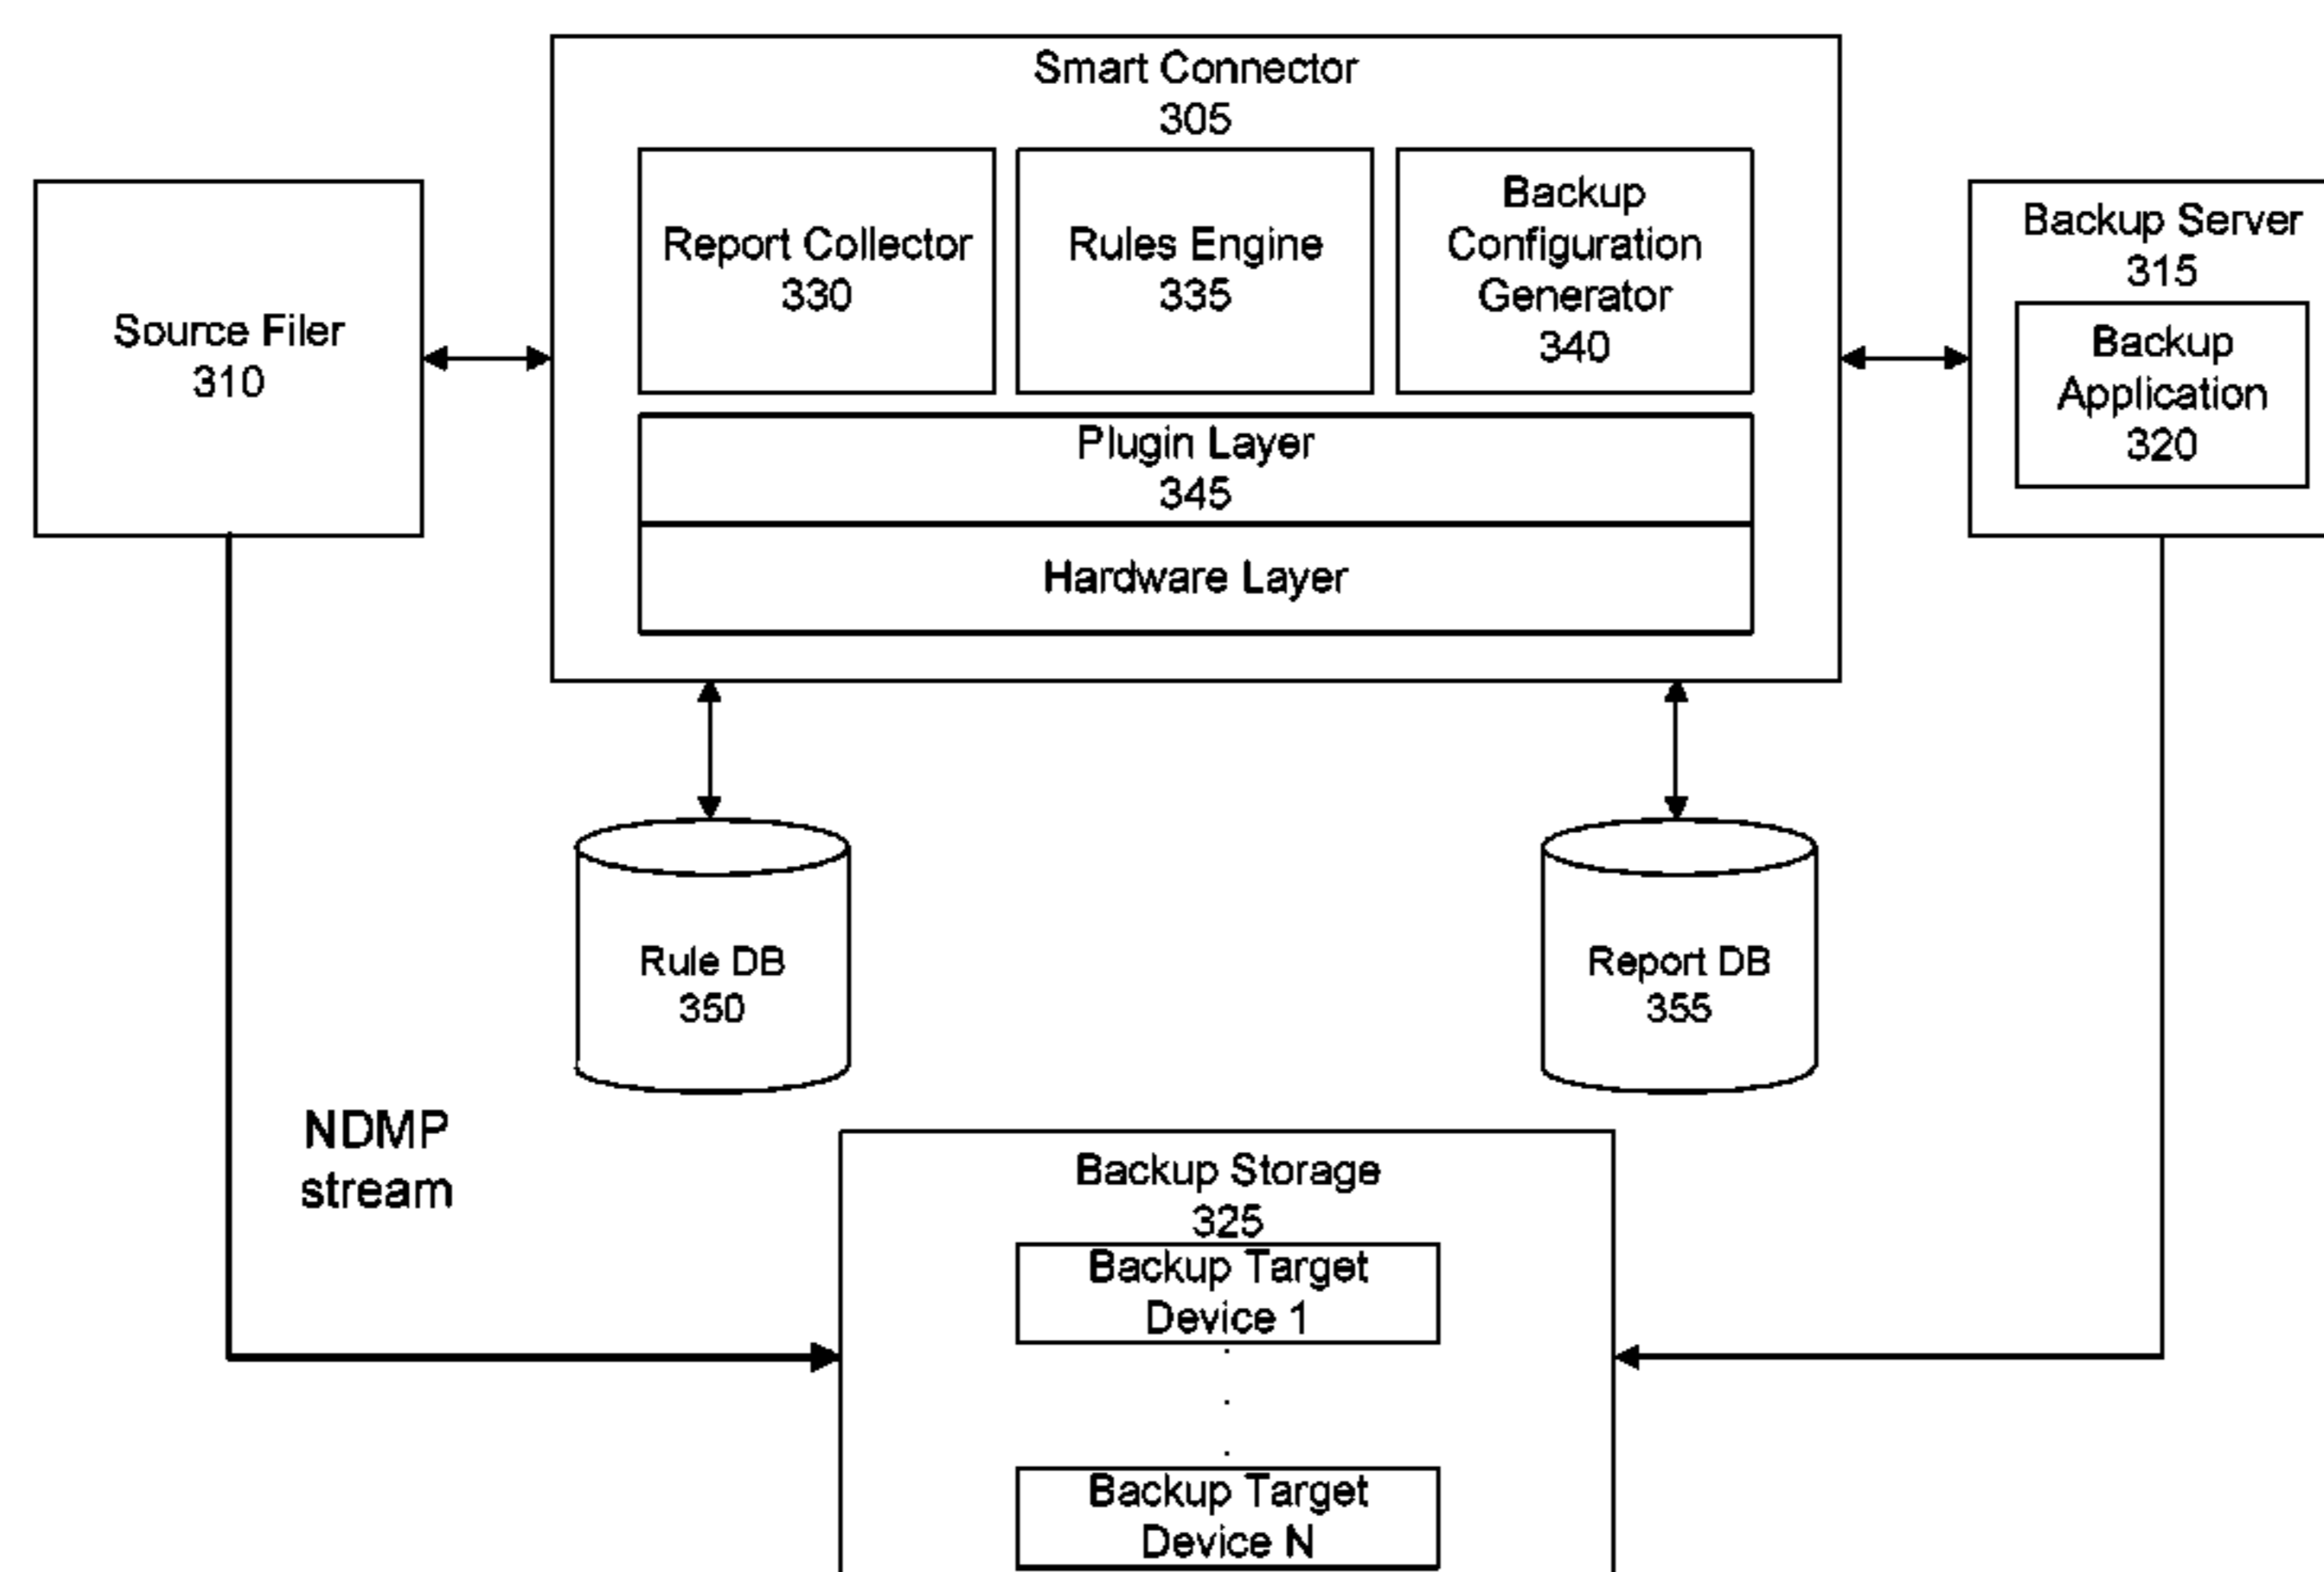 Smart Connector
305
Report Collector
330
Rules Engine
335
Backup
Configuration
Generator
340
Source Filer
310
Backup Server
315
Backup
Application
320
Plugin Layer
345
Hardware Layer
Rule DB
350
Report DB
355
NDMP
stream
Backup Storage
325
Backup Target
Device 1
Backup Target
Device N